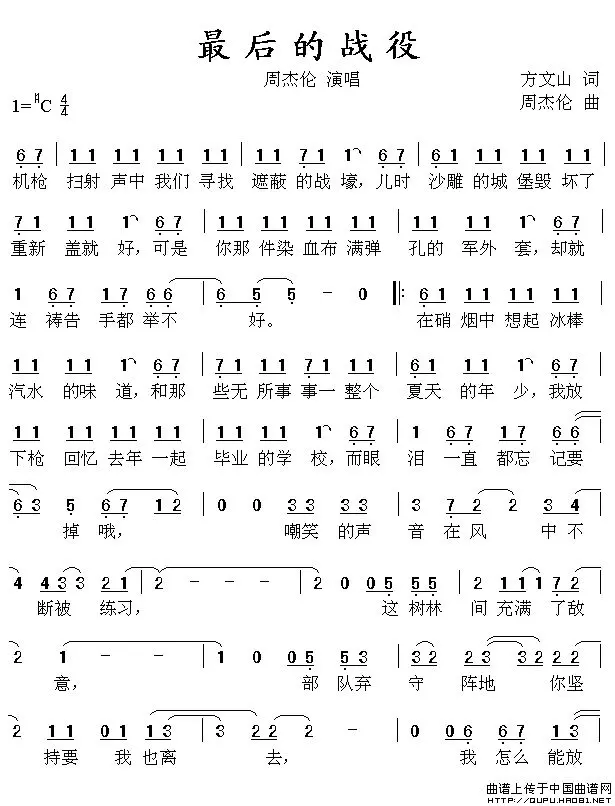 最后的战役
周杰伦 演唱
方文山 词
1=#C 4/4
周杰伦 曲
6 7 | 1 1 1 1 1 1 1 1 | 1 1 1 1 1 6 7 | 1 1 1 1 1 1 1 1
机枪 扫射 声中 我们 寻找 遮蔽 的战 壕,儿时 沙雕 的城 堡毁 坏了
7 1 1 1 1 6 7 | 1 1 1 1 1 1 1 1 | 1 1 1 1 1 6 7
重新 盖就 好,可是 你那 件染 血布 满弹 孔的 军外 套,却就
1 6 7 6 7 6 6 | 6 5 5 - 0 |: 6 1 1 1 1 1 1 1
连 祷告 手都 举不 好。 在硝 烟中 想起 冰棒
1 1 1 1 1 6 7 | 7 1 1 1 7 1 1 1 | 1 1 1 1 1 6 7
汽水 的味 道,和那 些无 所事 事一 整个 夏天 的年 少,我放
1 1 1 1 1 1 1 1 | 1 1 1 1 1 6 7 | 1 6 7 6 7 6 6
下枪 回忆 去年 一起 毕业 的学 校,而眼 泪 一直 都忘 记要
6 3 5 6 7 1 2 | 0 0 3 3 3 3 | 3 7 2 2 3 4
掉 哦, 嘲笑 的声 音 在 风 中 不
4 4 3 3 2 1 | 2 - - - | 2 0 0 5 5 5 | 2 1 1 1 7 2
断被 练习, 这 树林 间 充满 了敌
2 1 - - | 1 0 0 5 5 3 | 3 4 2 3 3 2
意, 部 队弃 守 阵地 你坚
2 1 1 0 1 1 3 | 3 - - - | 0 0 6 6 7 1 2
持要 我 也离 去, 我 怎么 能放
曲谱上传于中国曲谱网
HTTP://QUPU.HAO81.NET